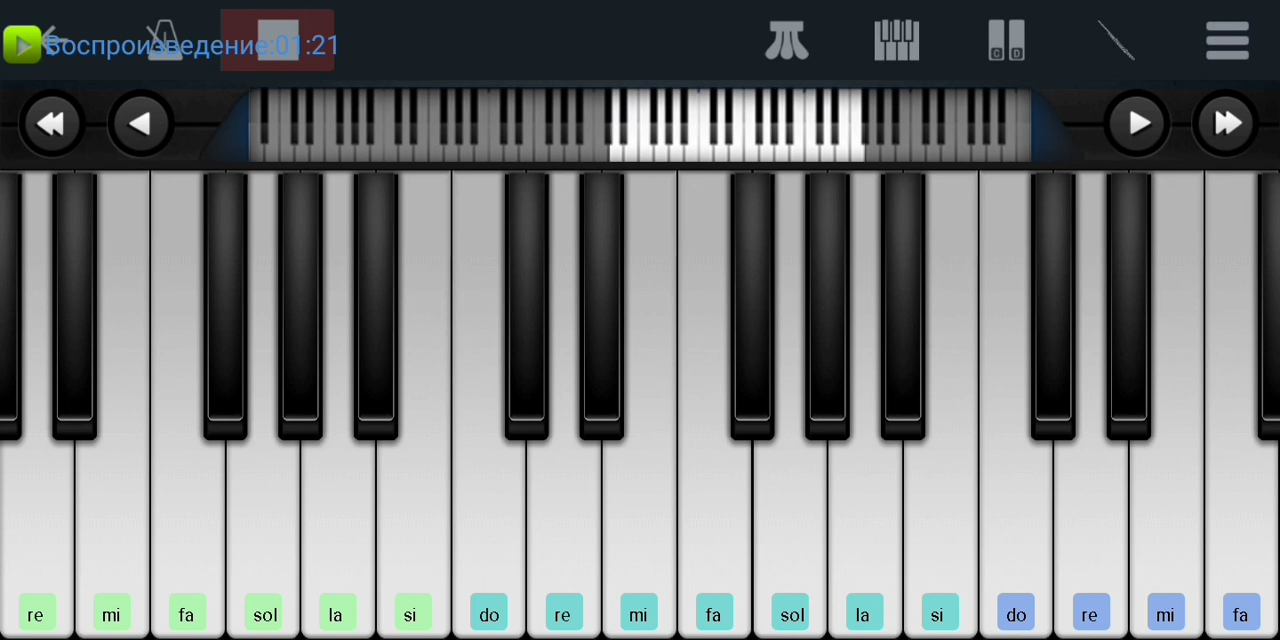 Воспроизведение:01:21
C D
re mi fa sol la si do re mi fa sol la si do re mi fa